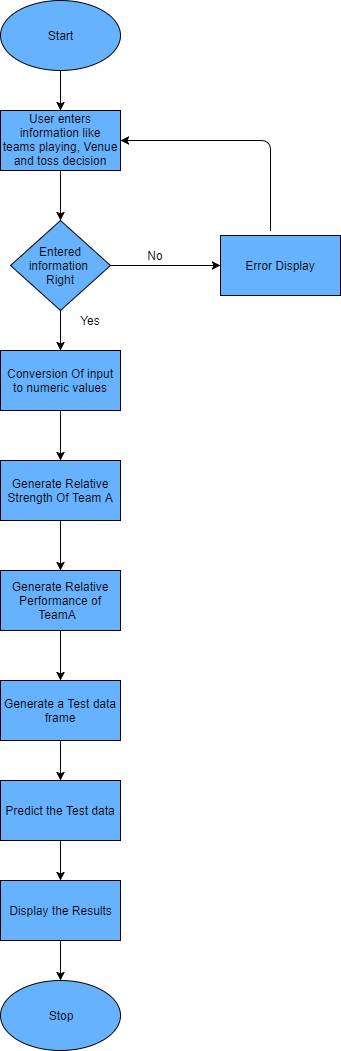 Start
User enters
information like
teams playing, Venue
and toss decision
Entered
information
Right
No
Error Display
Yes
Conversion Of input
to numeric values
Generate Relative
Strength Of Team A
Generate Relative
Performance of
TeamA
Generate a Test data
frame
Predict the Test data
Display the Results
Stop